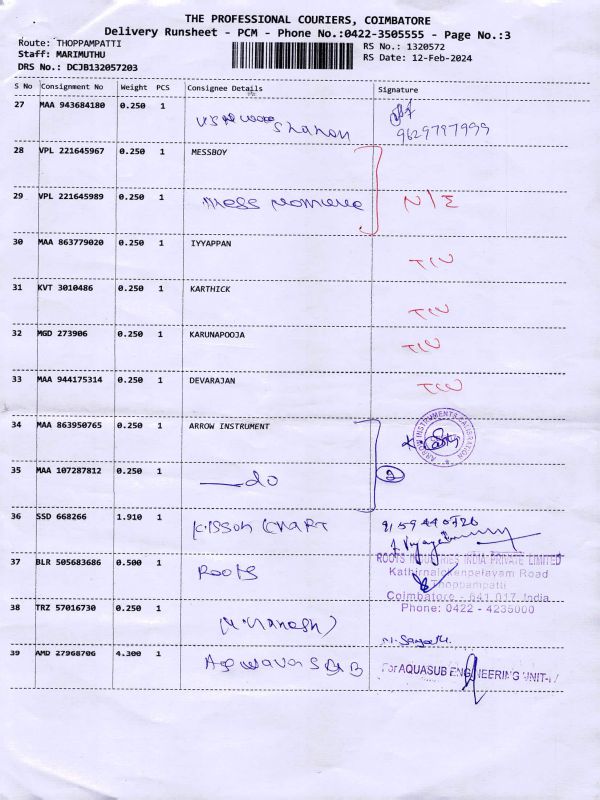 THE PROFESSIONAL COURIERS, COIMBATORE
Delivery Runsheet - PCM - Phone No.:0422-3505555 - Page No.:3
Route: THOPPAMPATTI
Staff: MARIMUTHU
DRS No.: DCJB132057203
RS No.: 1320572
RS Date: 12-Feb-2024
S No Consignment No Weight PCS Consignee Details Signature
27 MAA 943684180 0.250 1
9629797999
28 VPL 221645967 0.250 1 MESSBOY
29 VPL 221645989 0.250 1 mess
N/E
30 MAA 863779020 0.250 1 IYYAPPAN
31 KVT 3010486 0.250 1 KARTHICK
32 MGD 273906 0.250 1 KARUNAPOOJA
33 MAA 944175314 0.250 1 DEVARAJAN
34 MAA 863950765 0.250 1 ARROW INSTRUMENT
35 MAA 107287812 0.250 1 do
2
36 SSD 668266 1.910 1
37 BLR 505683686 0.500 1 ROOTS
ROOTS INDUSTRIES INDIA PRIVATE LIMITED
Kathirnaickenpalayam Road
Thoppampatti
Coimbatore - 641 017, India
Phone: 0422 - 4235000
38 TRZ 57016730 0.250 1
39 AMD 27968706 4.300 1
For AQUASUB ENGINEERING UNIT-IV